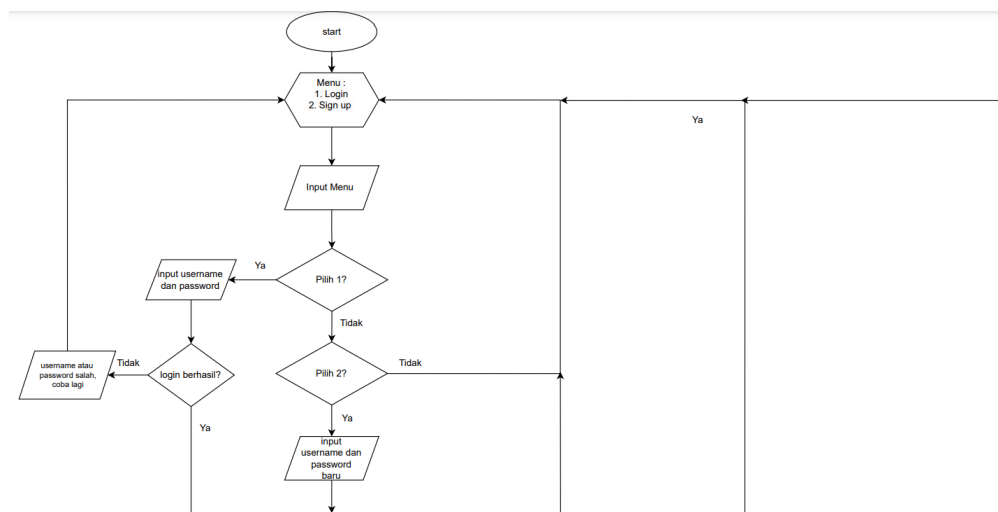 start
Menu :
1. Login
2. Sign up
Ya
Input Menu
Ya
Pilih 1?
input username
dan password
Tidak
username atau
password salah,
coba lagi
Tidak
login berhasil?
Pilih 2?
Tidak
Ya
Ya
input
username dan
password
baru